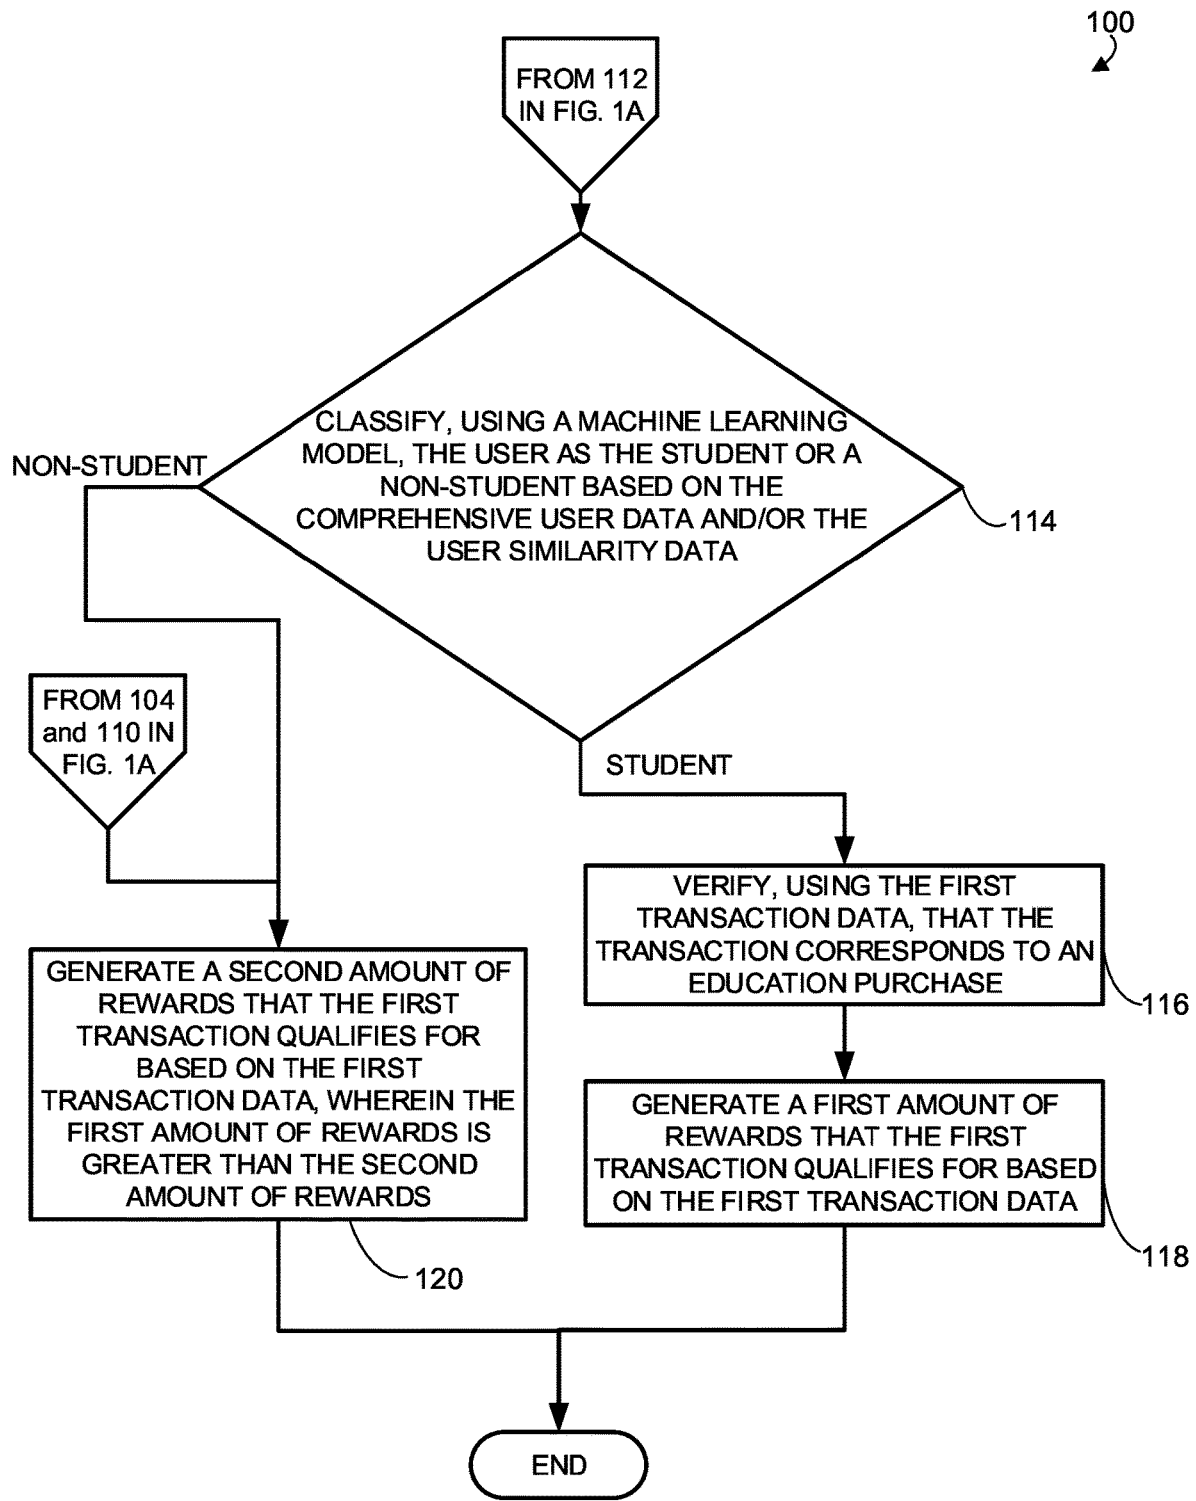 100
FROM 112
IN FIG. 1A
CLASSIFY, USING A MACHINE LEARNING
MODEL, THE USER AS THE STUDENT OR A
NON-STUDENT BASED ON THE
COMPREHENSIVE USER DATA AND/OR THE
USER SIMILARITY DATA
NON-STUDENT
114
FROM 104
and 110 IN
FIG. 1A
STUDENT
VERIFY, USING THE FIRST
TRANSACTION DATA, THAT THE
TRANSACTION CORRESPONDS TO AN
EDUCATION PURCHASE
116
GENERATE A SECOND AMOUNT OF
REWARDS THAT THE FIRST
TRANSACTION QUALIFIES FOR
BASED ON THE FIRST
TRANSACTION DATA, WHEREIN THE
FIRST AMOUNT OF REWARDS IS
GREATER THAN THE SECOND
AMOUNT OF REWARDS
120
GENERATE A FIRST AMOUNT OF
REWARDS THAT THE FIRST
TRANSACTION QUALIFIES FOR BASED
ON THE FIRST TRANSACTION DATA
118
END